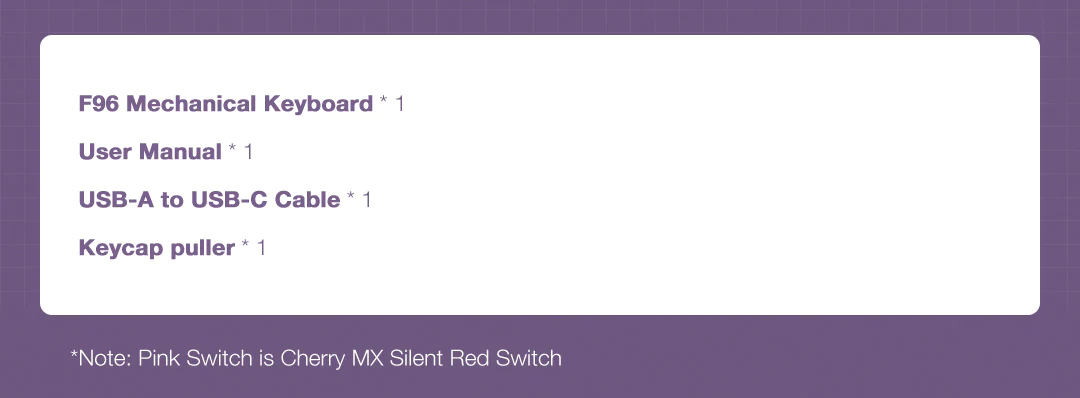 F96 Mechanical Keyboard * 1
User Manual * 1
USB-A to USB-C Cable * 1
Keycap puller * 1
*Note: Pink Switch is Cherry MX Silent Red Switch